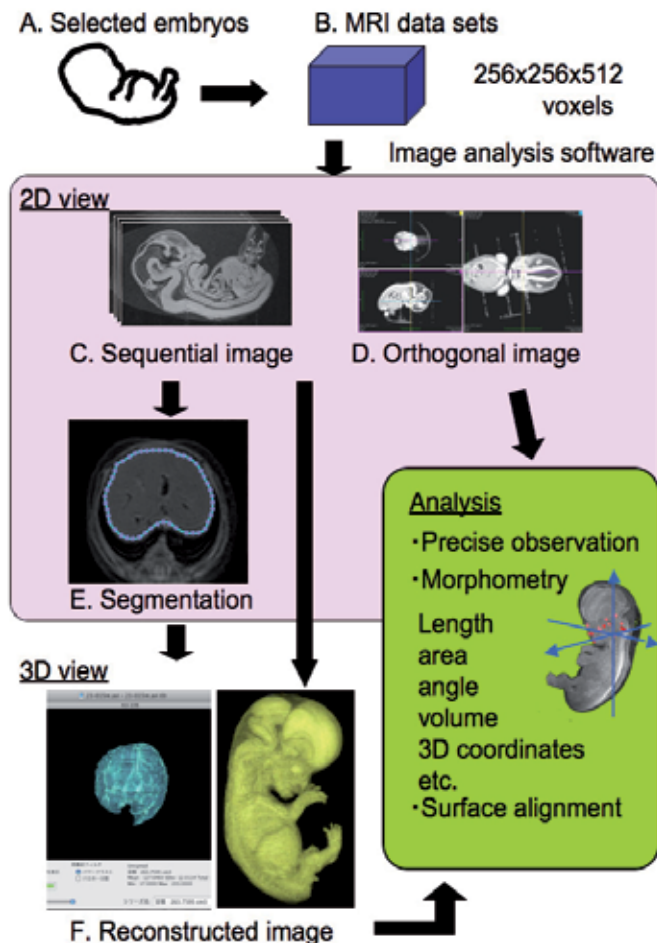 A. Selected embryos
B. MRI data sets
256x256x512
voxels
Image analysis software
2D view
C. Sequential image
D. Orthogonal image
E. Segmentation
Analysis
・Precise observation
・Morphometry
Length
area
angle
volume
3D coordinates
etc.
・Surface alignment
3D view
F. Reconstructed image